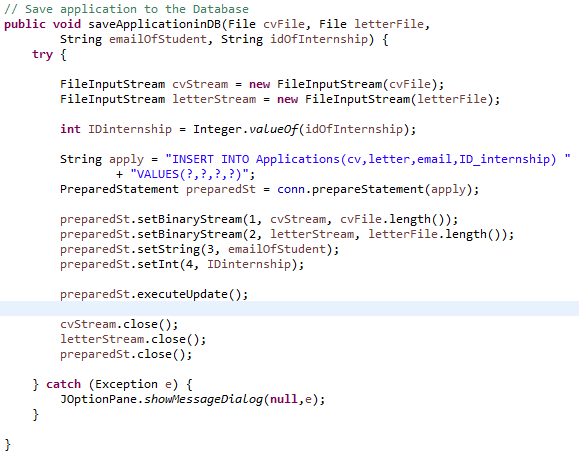 // Save application to the Database
public void saveApplicationinDB(File cvFile, File letterFile,
        String emailOfStudent, String idOfInternship) {
    try {
        FileInputStream cvStream = new FileInputStream(cvFile);
        FileInputStream letterStream = new FileInputStream(letterFile);
        int IDinternship = Integer.valueOf(idOfInternship);
        String apply = "INSERT INTO Applications(cv,letter,email,ID_internship) "
                + "VALUES(?,?,?,?)";
        PreparedStatement preparedSt = conn.prepareStatement(apply);
        preparedSt.setBinaryStream(1, cvStream, cvFile.length());
        preparedSt.setBinaryStream(2, letterStream, letterFile.length());
        preparedSt.setString(3, emailOfStudent);
        preparedSt.setInt(4, IDinternship);
        preparedSt.executeUpdate();
        cvStream.close();
        letterStream.close();
        preparedSt.close();
    } catch (Exception e) {
        JOptionPane.showMessageDialog(null,e);
    }
}